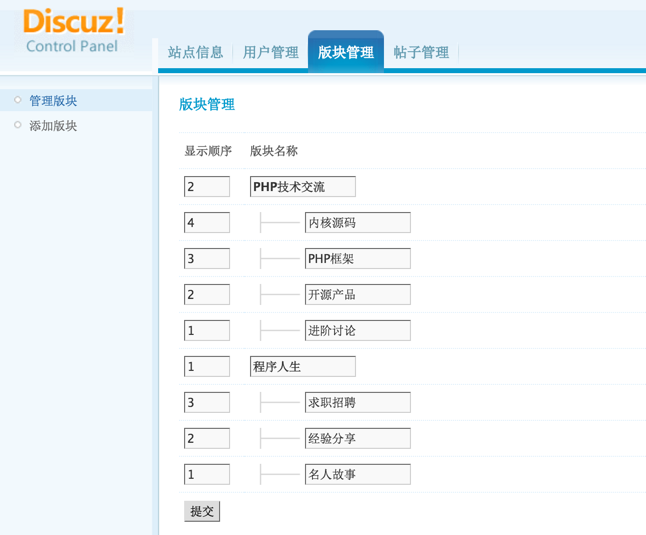 Discuz!
Control Panel
站点信息 用户管理 版块管理 帖子管理
管理版块
添加版块
版块管理
显示顺序 版块名称
2 PHP技术交流
4 内核源码
3 PHP框架
2 开源产品
1 进阶讨论
1 程序人生
3 求职招聘
2 经验分享
1 名人故事
提交